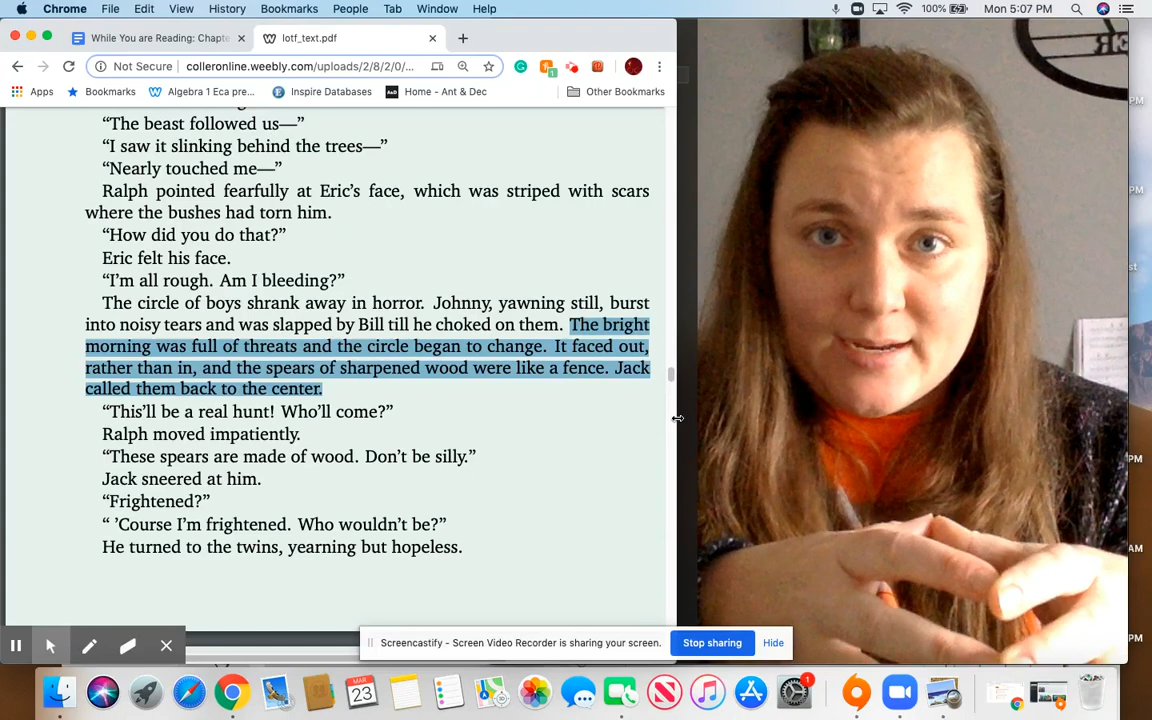 Chrome File Edit View History Bookmarks People Tab Window Help 100% Mon 5:07 PM
While You are Reading: Chapte lotf_text.pdf
Not Secure colleronline.weebly.com/uploads/2/8/2/0/... 1
Apps Bookmarks Algebra 1 Eca pre... Inspire Databases A&D Home - Ant & Dec Other Bookmarks
“The beast followed us—”
“I saw it slinking behind the trees—”
“Nearly touched me—”
Ralph pointed fearfully at Eric’s face, which was striped with scars
where the bushes had torn him.
“How did you do that?”
Eric felt his face.
“I’m all rough. Am I bleeding?”
The circle of boys shrank away in horror. Johnny, yawning still, burst
into noisy tears and was slapped by Bill till he choked on them. The bright
morning was full of threats and the circle began to change. It faced out,
rather than in, and the spears of sharpened wood were like a fence. Jack
called them back to the center.
“This’ll be a real hunt! Who’ll come?”
Ralph moved impatiently.
“These spears are made of wood. Don’t be silly.”
Jack sneered at him.
“Frightened?”
“ ’Course I’m frightened. Who wouldn’t be?”
He turned to the twins, yearning but hopeless.
PM
PM
st
PM
AM
PM
Screencastify - Screen Video Recorder is sharing your screen. Stop sharing Hide
MAR
23
1